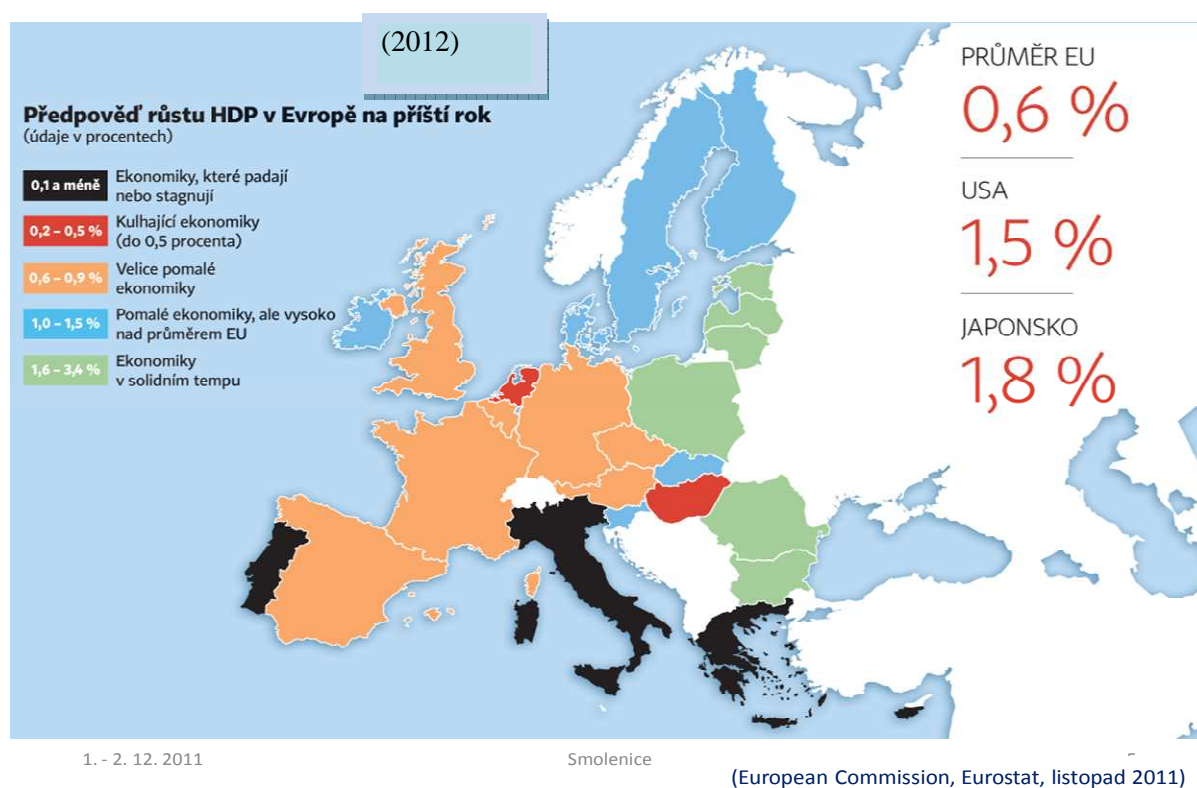 (2012)
Předpověď růstu HDP v Evropě na příští rok
(údaje v procentech)
0,1 a méně
Ekonomiky, které padají
nebo stagnují
0,2 – 0,5 %
Kulhající ekonomiky
(do 0,5 procenta)
0,6 – 0,9 %
Velice pomalé
ekonomiky
1,0 – 1,5 %
Pomalé ekonomiky, ale vysoko
nad průměrem EU
1,6 – 3,4 %
Ekonomiky
v solidním tempu
PRŮMĚR EU
0,6 %
USA
1,5 %
JAPONSKO
1,8 %
1. - 2. 12. 2011
Smolenice
(European Commission, Eurostat, listopad 2011)